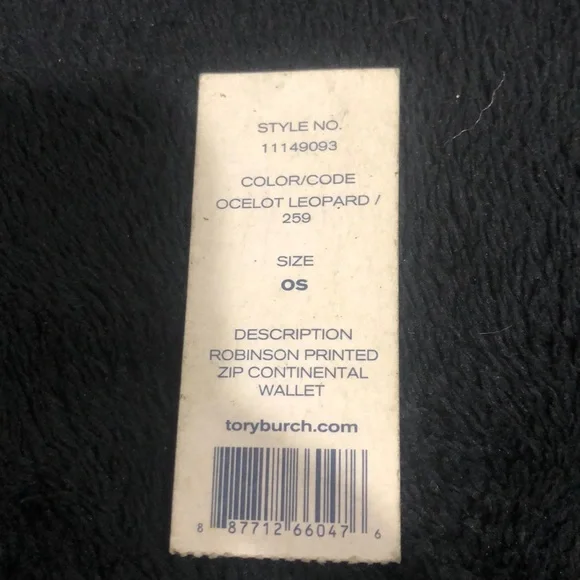 STYLE NO.
11149093
COLOR/CODE
OCELOT LEOPARD /
259
SIZE
OS
DESCRIPTION
ROBINSON PRINTED
ZIP CONTINENTAL
WALLET
toryburch.com
8 87712 66047 6